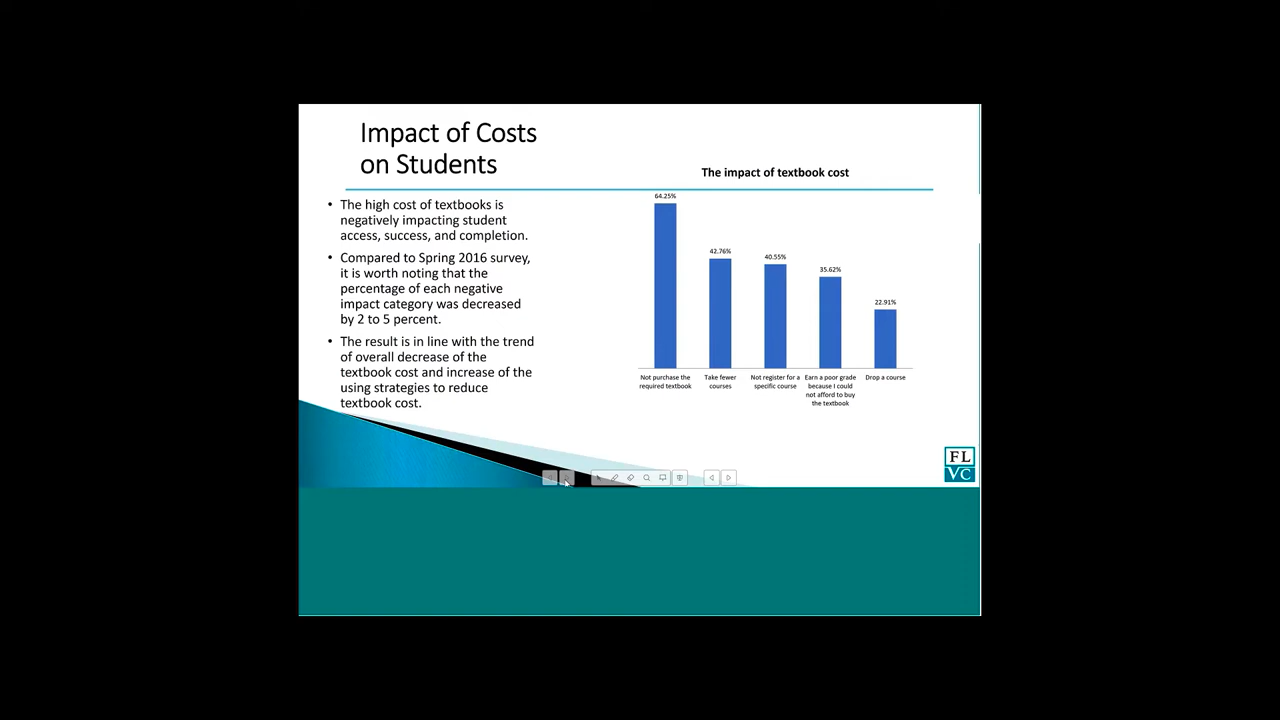 Impact of Costs
on Students
• The high cost of textbooks is
negatively impacting student
access, success, and completion.
• Compared to Spring 2016 survey,
it is worth noting that the
percentage of each negative
impact category was decreased
by 2 to 5 percent.
• The result is in line with the trend
of overall decrease of the
textbook cost and increase of the
using strategies to reduce
textbook cost.
The impact of textbook cost
64.25%
42.76%
40.55%
35.62%
22.91%
Not purchase the
required textbook
Take fewer
courses
Not register for a
specific course
Earn a poor grade
because I could
not afford to buy
the textbook
Drop a course
FL
VC